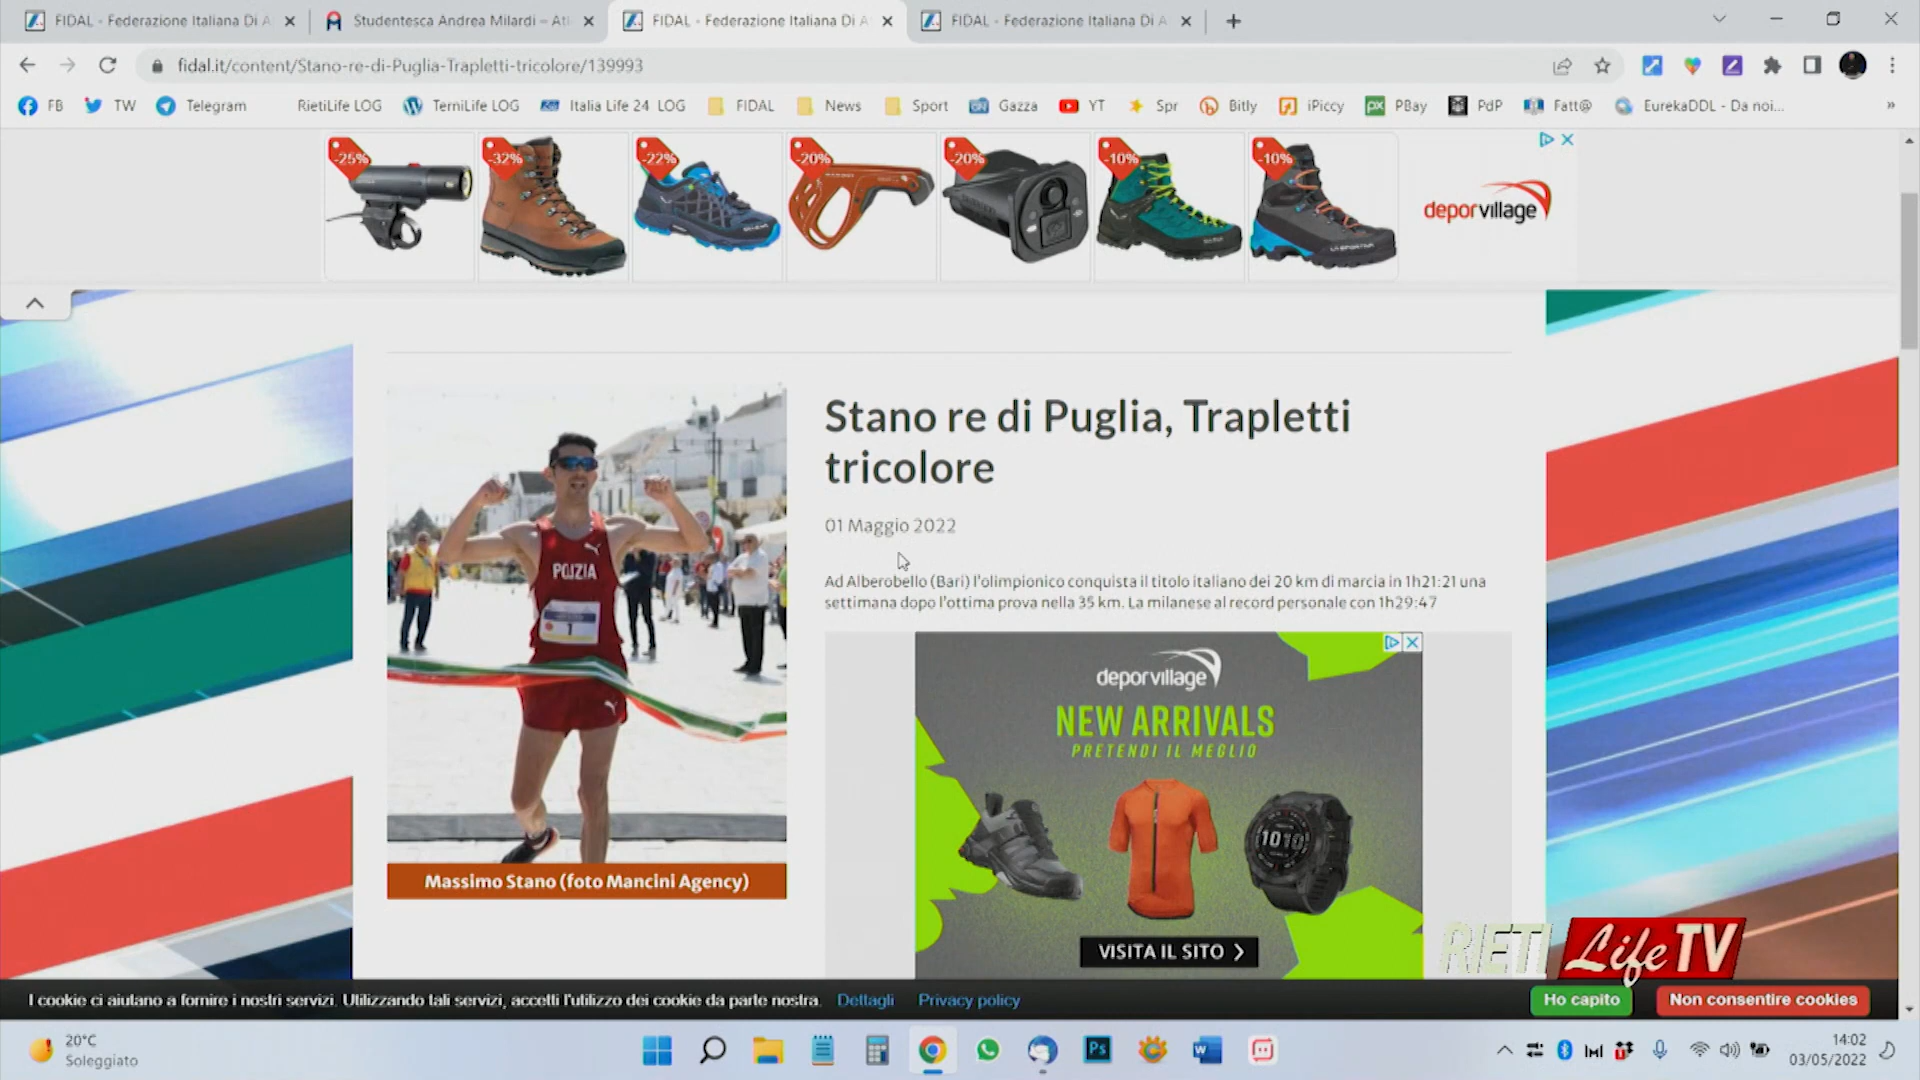 FIDAL - Federazione Italiana Di A
Studentesca Andrea Milardi – Atl
FIDAL - Federazione Italiana Di A
FIDAL - Federazione Italiana Di A
fidal.it/content/Stano-re-di-Puglia-Trapletti-tricolore/139993
FB
TW
Telegram
RietiLife LOG
TerniLife LOG
Italia Life 24 LOG
FIDAL
News
Sport
Gazza
YT
Spr
Bitly
iPiccy
PBay
PdP
Fatt@
EurekaDDL - Da noi...
-25%
-32%
-22%
-20%
-20%
-10%
-10%
deporvillage
Stano re di Puglia, Trapletti
tricolore
01 Maggio 2022
Ad Alberobello (Bari) l'olimpionico conquista il titolo italiano dei 20 km di marcia in 1h21:21 una
settimana dopo l'ottima prova nella 35 km. La milanese al record personale con 1h29:47
POLIZIA
1
Massimo Stano (foto Mancini Agency)
deporvillage
NEW ARRIVALS
PRETENDI IL MEGLIO
1010
VISITA IL SITO
RIETI Life TV
I cookie ci aiutano a fornire i nostri servizi. Utilizzando tali servizi, accetti l'utilizzo dei cookie da parte nostra. Dettagli Privacy policy
Ho capito
Non consentire cookies
20°C
Soleggiato
Ps
W
14:02
03/05/2022